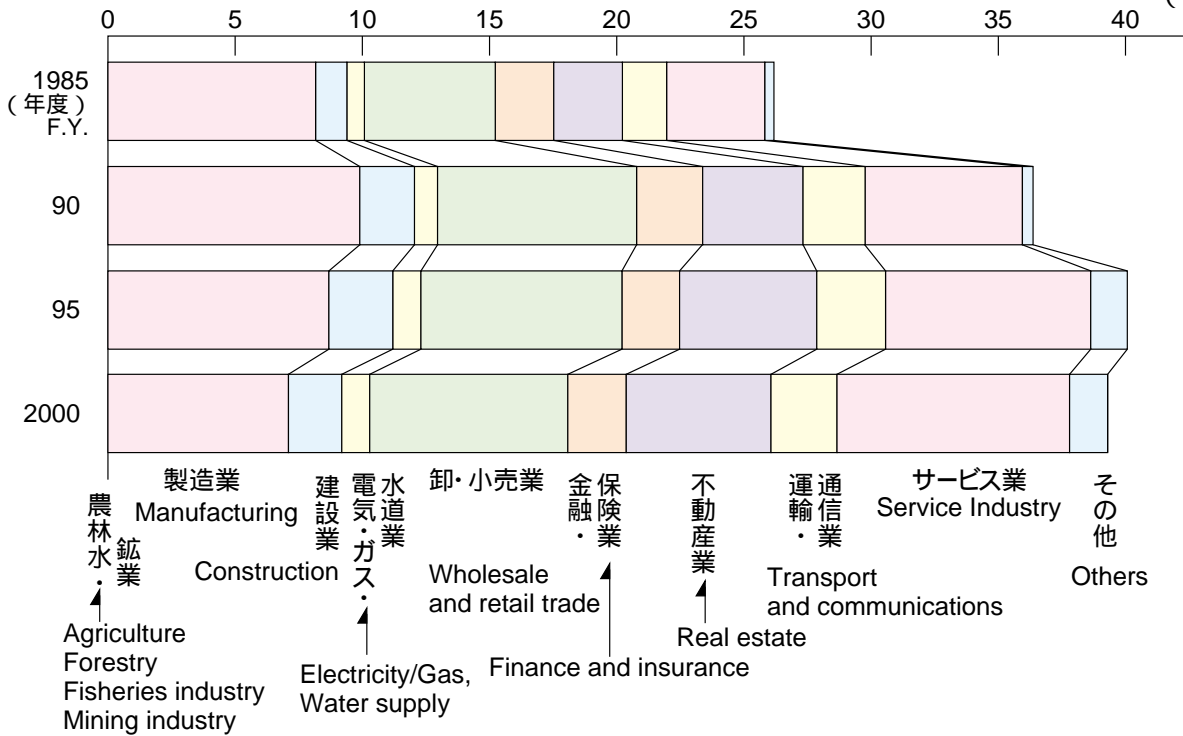 0 5 10 15 20 25 30 35 40
1985
(年度)
F.Y.
90
95
2000
農林水・
鉱業
Agriculture
Forestry
Fisheries industry
Mining industry
製造業
Manufacturing
建設業
Construction
電気・ガス・
水道業
Electricity/Gas,
Water supply
卸・小売業
Wholesale
and retail trade
金融・
保険業
Finance and insurance
不動産業
Real estate
運輸・
通信業
Transport
and communications
サービス業
Service Industry
その他
Others